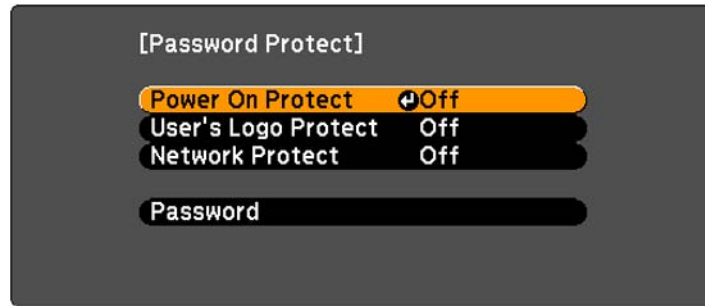 [Password Protect]
Power On Protect Off
User's Logo Protect Off
Network Protect Off
Password